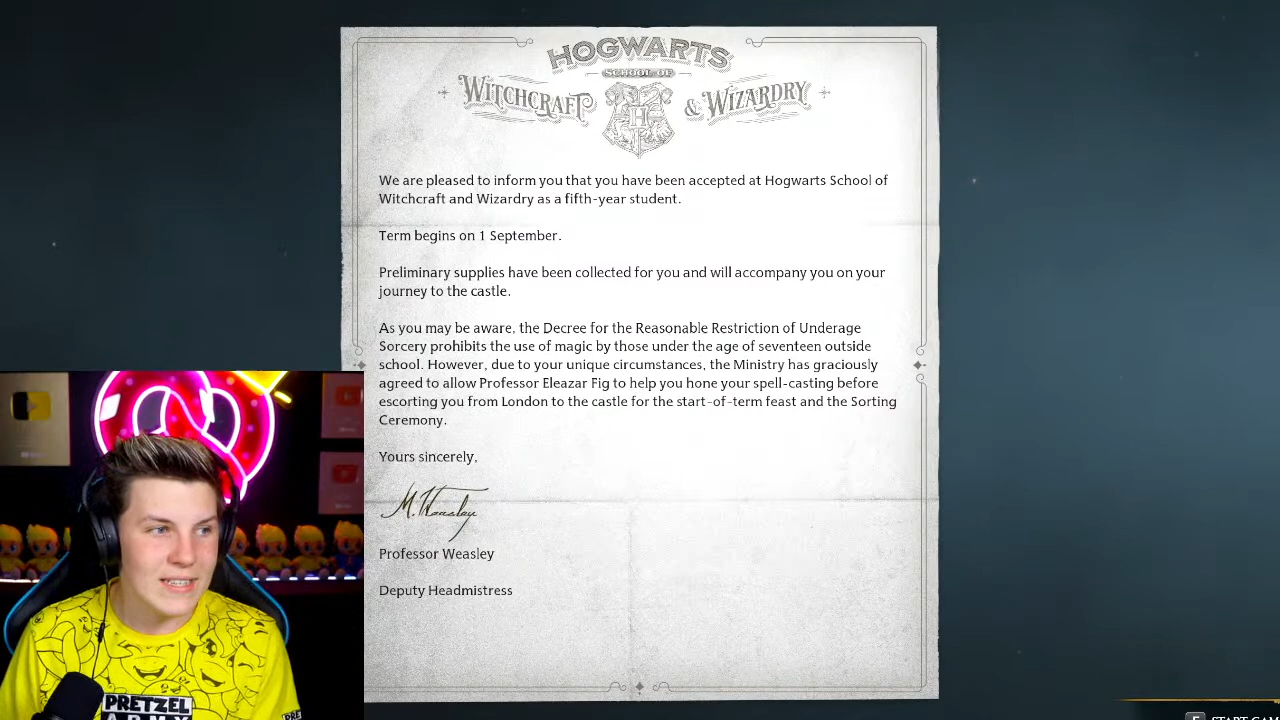 HOGWARTS
SCHOOL OF
WITCHCRAFT & WIZARDRY
H
We are pleased to inform you that you have been accepted at Hogwarts School of
Witchcraft and Wizardry as a fifth-year student.
Term begins on 1 September.
Preliminary supplies have been collected for you and will accompany you on your
journey to the castle.
As you may be aware, the Decree for the Reasonable Restriction of Underage
Sorcery prohibits the use of magic by those under the age of seventeen outside
school. However, due to your unique circumstances, the Ministry has graciously
agreed to allow Professor Eleazar Fig to help you hone your spell-casting before
escorting you from London to the castle for the start-of-term feast and the Sorting
Ceremony.
Yours sincerely,
M. Weasley
Professor Weasley
Deputy Headmistress
PRETZEL
ARMY